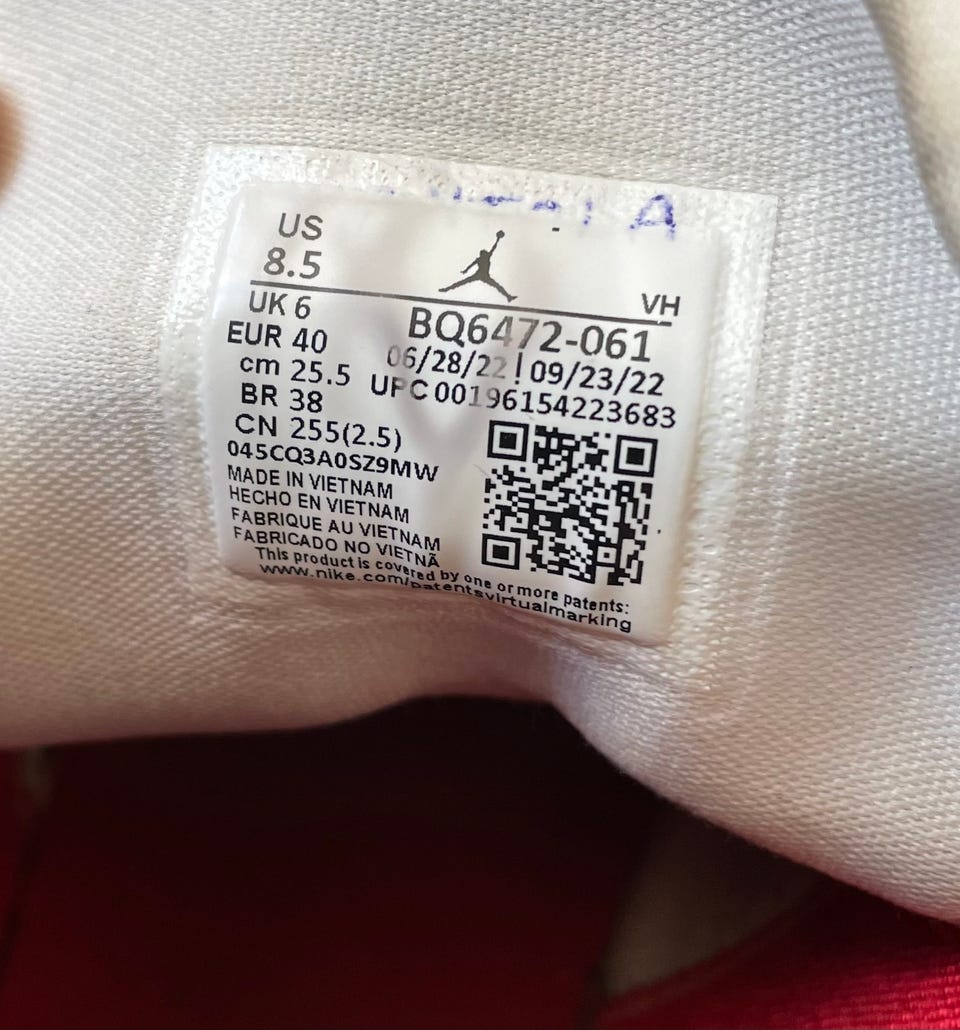 US
8.5
VH
UK 6
BQ6472-061
EUR 40
06/28/22 | 09/23/22
cm 25.5
UPC 00196154223683
BR 38
CN 255(2.5)
045CQ3A0SZ9MW
MADE IN VIETNAM
HECHO EN VIETNAM
FABRIQUE AU VIETNAM
FABRICADO NO VIETNÃ
This product is covered by one or more patents:
www.nike.com/patentsvirtualmarking